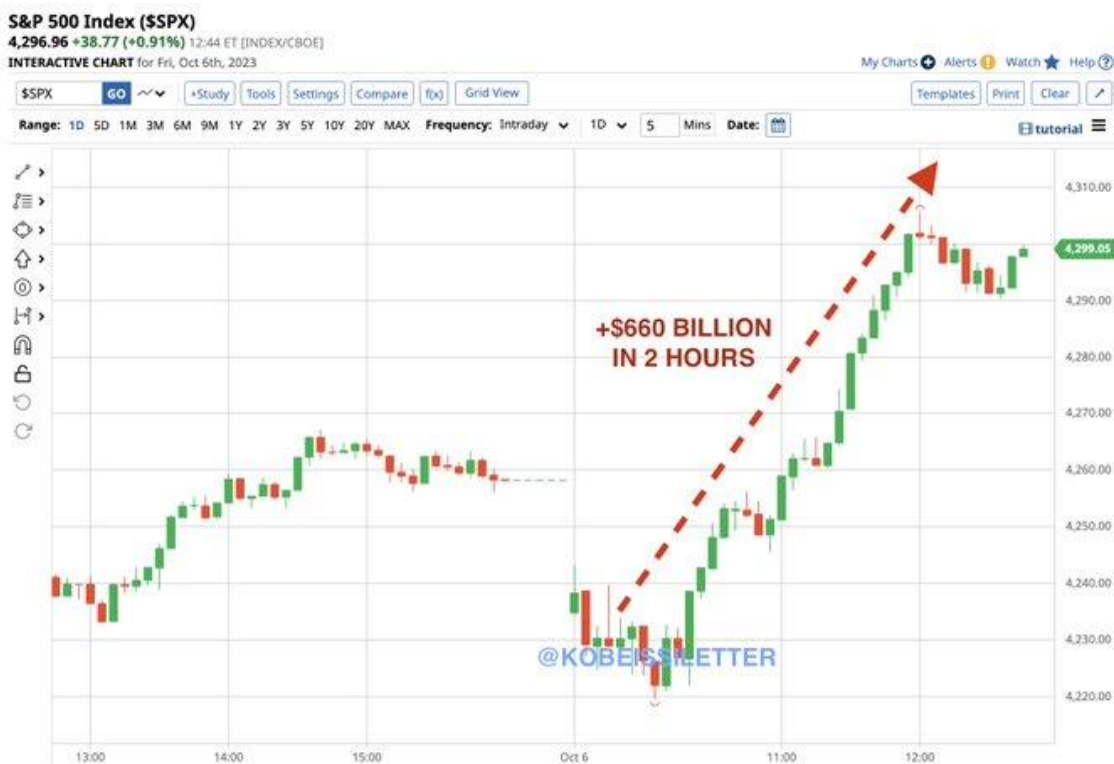 S&P 500 Index ($SPX)
4,296.96 +38.77 (+0.91%) 12:44 ET [INDEX/CBOE]
INTERACTIVE CHART for Fri, Oct 6th, 2023
My Charts Alerts Watch Help
$SPX GO +Study Tools Settings Compare f(x) Grid View Templates Print Clear
Range: 1D 5D 1M 3M 6M 9M 1Y 2Y 3Y 5Y 10Y 20Y MAX Frequency: Intraday 1D 5 Mins Date: tutorial
4,310.00
4,299.05
4,290.00
+$660 BILLION
IN 2 HOURS
4,280.00
4,270.00
4,260.00
4,250.00
4,240.00
4,230.00
@KOBEISSILETTER
4,220.00
13:00 14:00 15:00 Oct 6 11:00 12:00